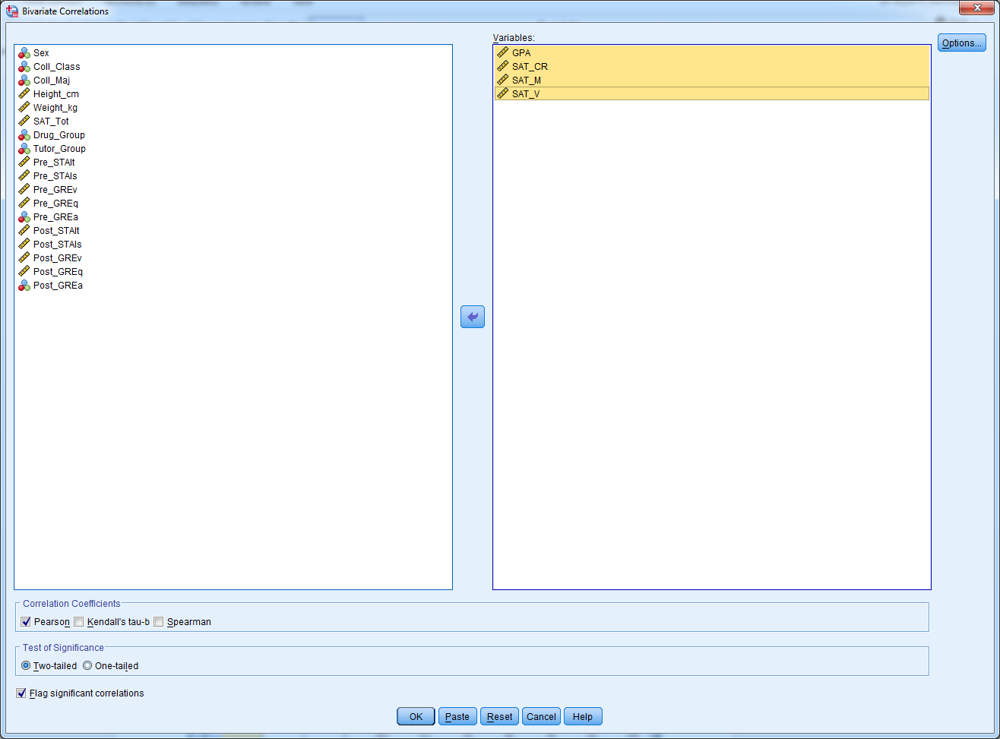 Bivariate Correlations
Sex
Coll_Class
Coll_Maj
Height_cm
Weight_kg
SAT_Tot
Drug_Group
Tutor_Group
Pre_STAIt
Pre_STAIs
Pre_GREv
Pre_GREq
Pre_GREa
Post_STAIt
Post_STAIs
Post_GREv
Post_GREq
Post_GREa
Variables:
GPA
SAT_CR
SAT_M
SAT_V
Options...
Correlation Coefficients
Pearson Kendall's tau-b Spearman
Test of Significance
Two-tailed One-tailed
Flag significant correlations
OK Paste Reset Cancel Help